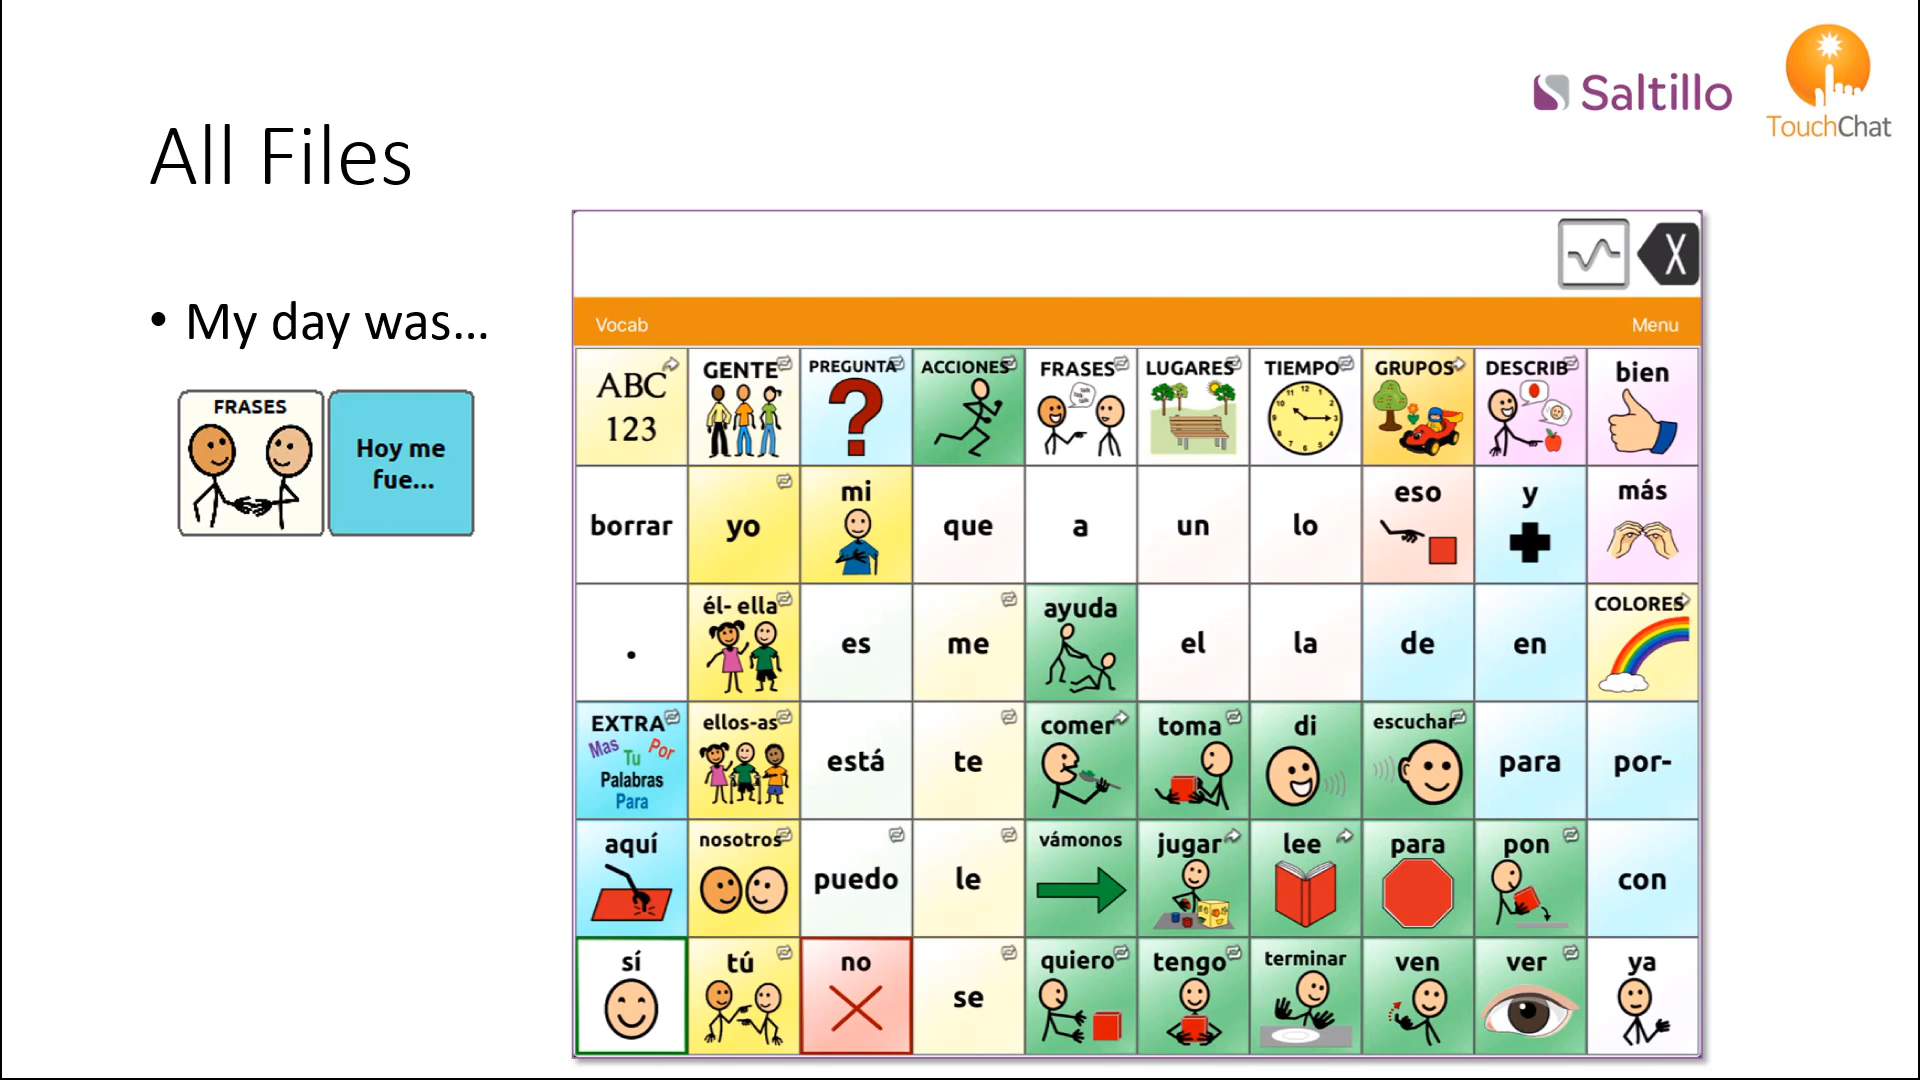 Saltillo
TouchChat
All Files
• My day was...
FRASES
Hoy me
fue...
Vocab
Menu
ABC
123
GENTE
PREGUNTA
ACCIONES
FRASES
LUGARES
TIEMPO
GRUPOS
DESCRIB
bien
borrar
yo
mi
que
a
un
lo
eso
y
más
.
él- ella
es
me
ayuda
el
la
de
en
COLORES
EXTRA
Mas
Tu
Por
Palabras
Para
ellos-as
está
te
comer
toma
di
escuchar
para
por-
aquí
nosotros
puedo
le
vámonos
jugar
lee
para
pon
con
sí
tú
no
se
quiero
tengo
terminar
ven
ver
ya